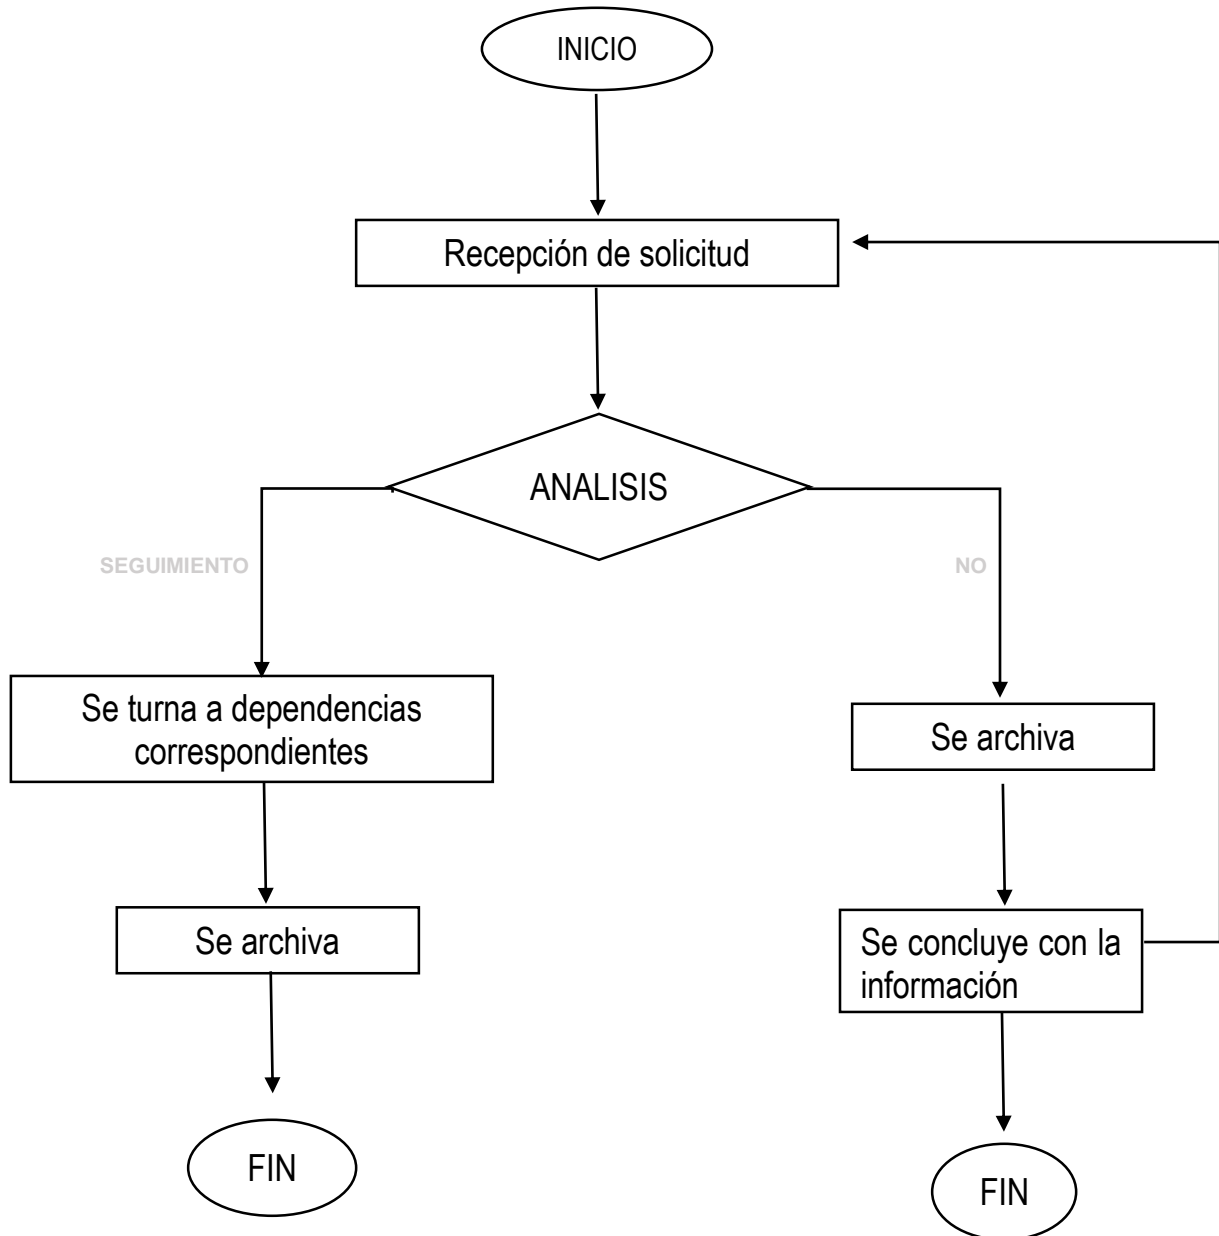 INICIO
Recepción de solicitud
ANALISIS
SEGUIMIENTO
NO
Se turna a dependencias
correspondientes
Se archiva
Se archiva
Se concluye con la
información
FIN
FIN